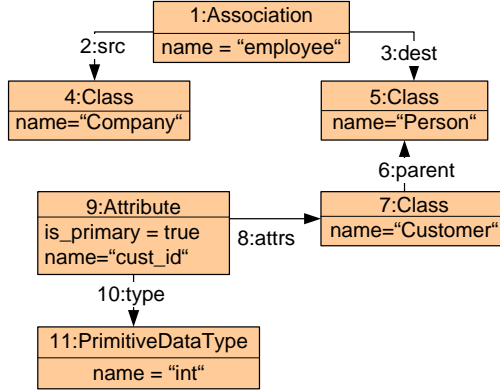 1:Association
name = “employee“
2:src
3:dest
4:Class
name=“Company“
5:Class
name=“Person“
6:parent
7:Class
name=“Customer“
9:Attribute
is_primary = true
name=“cust_id“
8:attrs
10:type
11:PrimitiveDataType
name = “int“